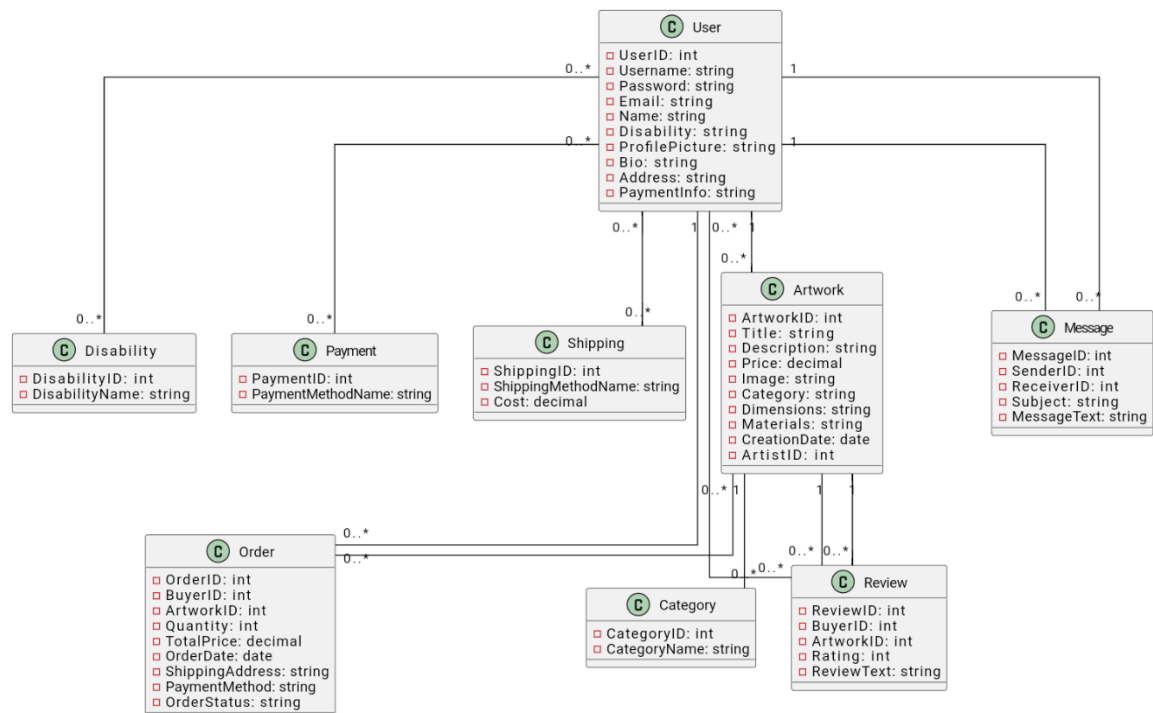 C User
UserID: int
Username: string
Password: string
Email: string
Name: string
Disability: string
ProfilePicture: string
Bio: string
Address: string
PaymentInfo: string
0..*
1
0..*
1
0..*
1
0..*
1
0..*
0..*
0..*
0..*
0..*
0..*
C Disability
DisabilityID: int
DisabilityName: string
C Payment
PaymentID: int
PaymentMethodName: string
C Shipping
ShippingID: int
ShippingMethodName: string
Cost: decimal
C Artwork
ArtworkID: int
Title: string
Description: string
Price: decimal
Image: string
Category: string
Dimensions: string
Materials: string
CreationDate: date
ArtistID: int
C Message
MessageID: int
SenderID: int
ReceiverID: int
Subject: string
MessageText: string
0..*
1
1
1
0..*
0..*
0..*
0..*
0..*
0..*
C Order
OrderID: int
BuyerID: int
ArtworkID: int
Quantity: int
TotalPrice: decimal
OrderDate: date
ShippingAddress: string
PaymentMethod: string
OrderStatus: string
C Category
CategoryID: int
CategoryName: string
C Review
ReviewID: int
BuyerID: int
ArtworkID: int
Rating: int
ReviewText: string